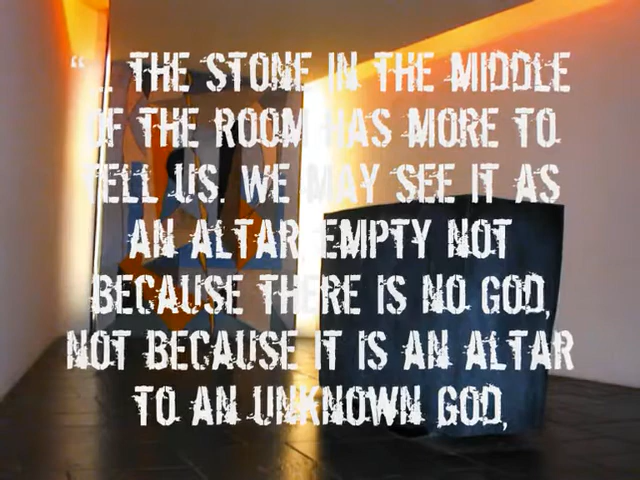 "... THE STONE IN THE MIDDLE
OF THE ROOM HAS MORE TO
TELL US. WE MAY SEE IT AS
AN ALTAR, EMPTY NOT
BECAUSE THERE IS NO GOD,
NOT BECAUSE IT IS AN ALTAR
TO AN UNKNOWN GOD,